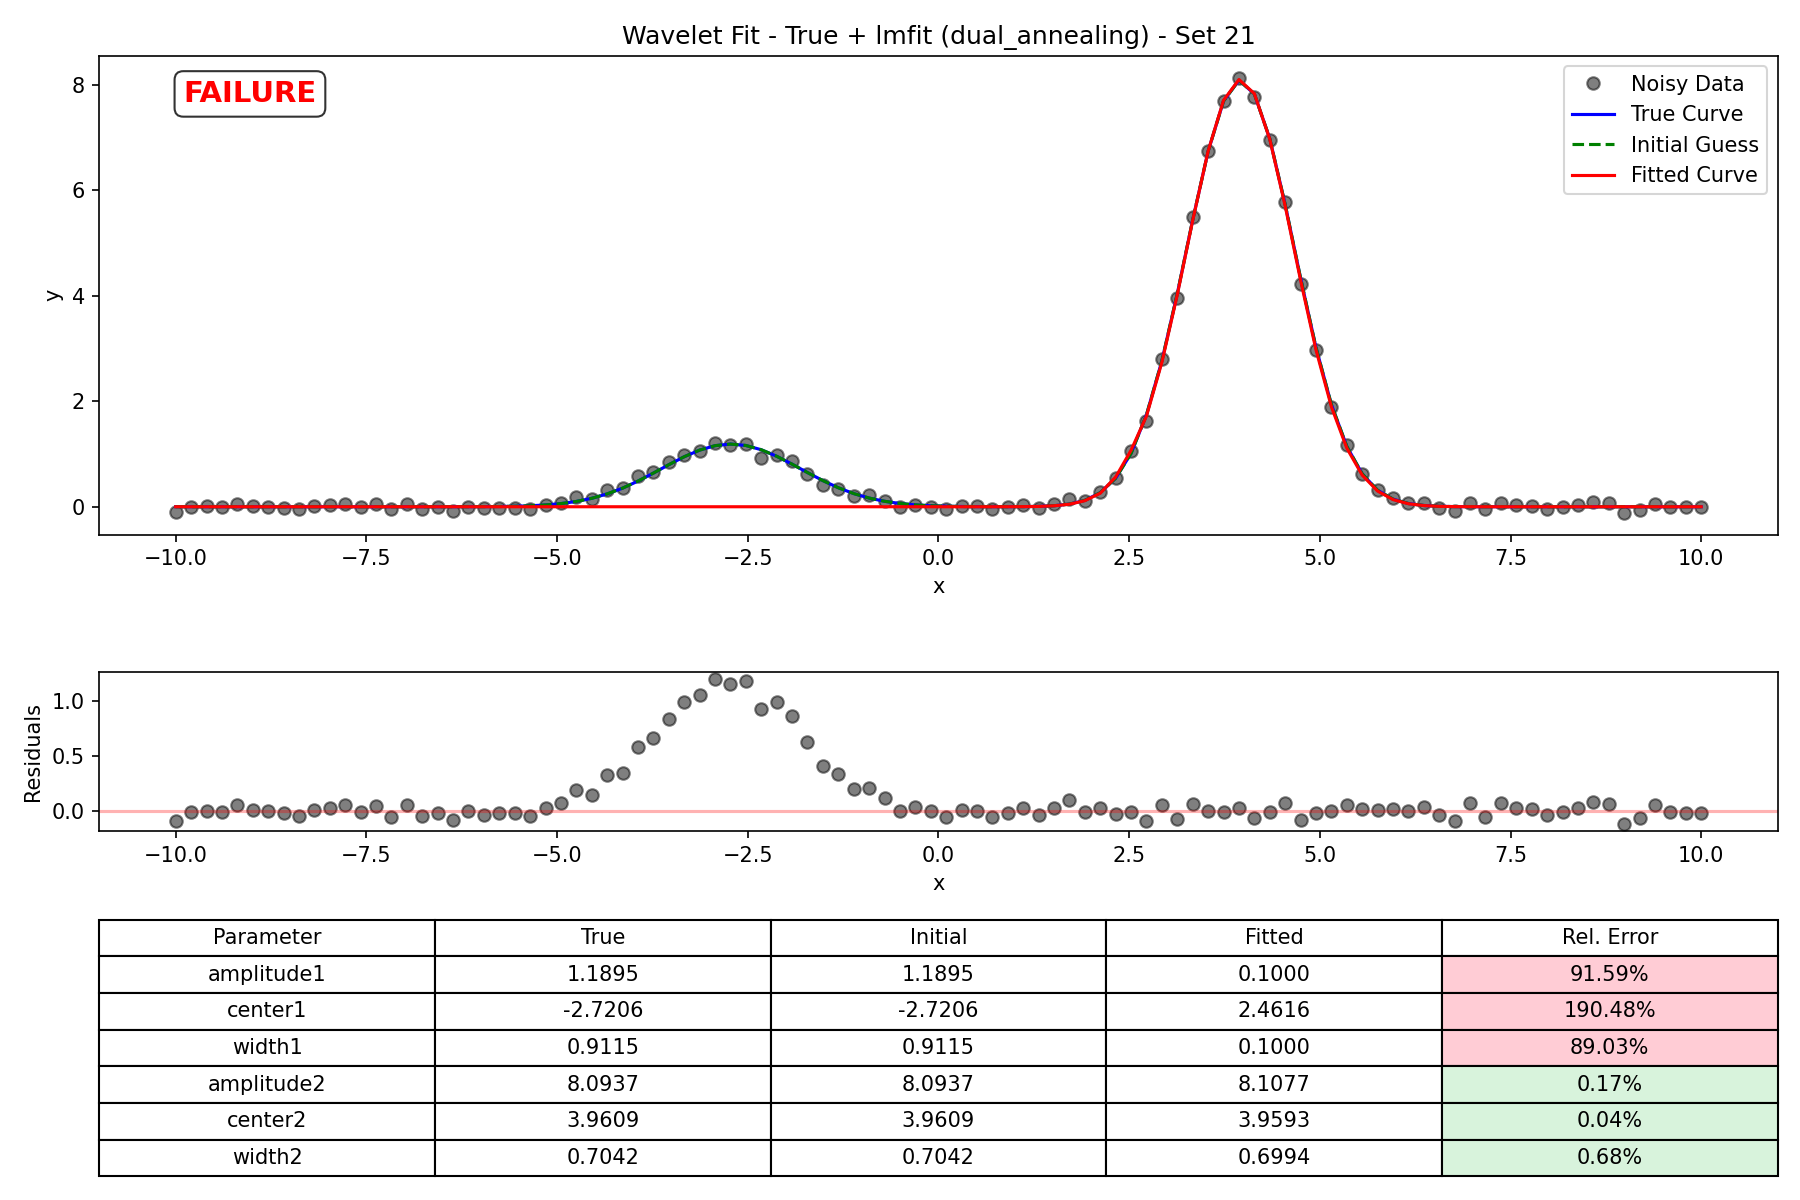 Wavelet Fit - True + lmfit (dual_annealing) - Set 21
FAILURE
Noisy Data
True Curve
Initial Guess
Fitted Curve
y
8
6
4
2
0
−10.0 −7.5 −5.0 −2.5 0.0 2.5 5.0 7.5 10.0
x
Residuals
1.0
0.5
0.0
−10.0 −7.5 −5.0 −2.5 0.0 2.5 5.0 7.5 10.0
x
Parameter True Initial Fitted Rel. Error
amplitude1 1.1895 1.1895 0.1000 91.59%
center1 -2.7206 -2.7206 2.4616 190.48%
width1 0.9115 0.9115 0.1000 89.03%
amplitude2 8.0937 8.0937 8.1077 0.17%
center2 3.9609 3.9609 3.9593 0.04%
width2 0.7042 0.7042 0.6994 0.68%